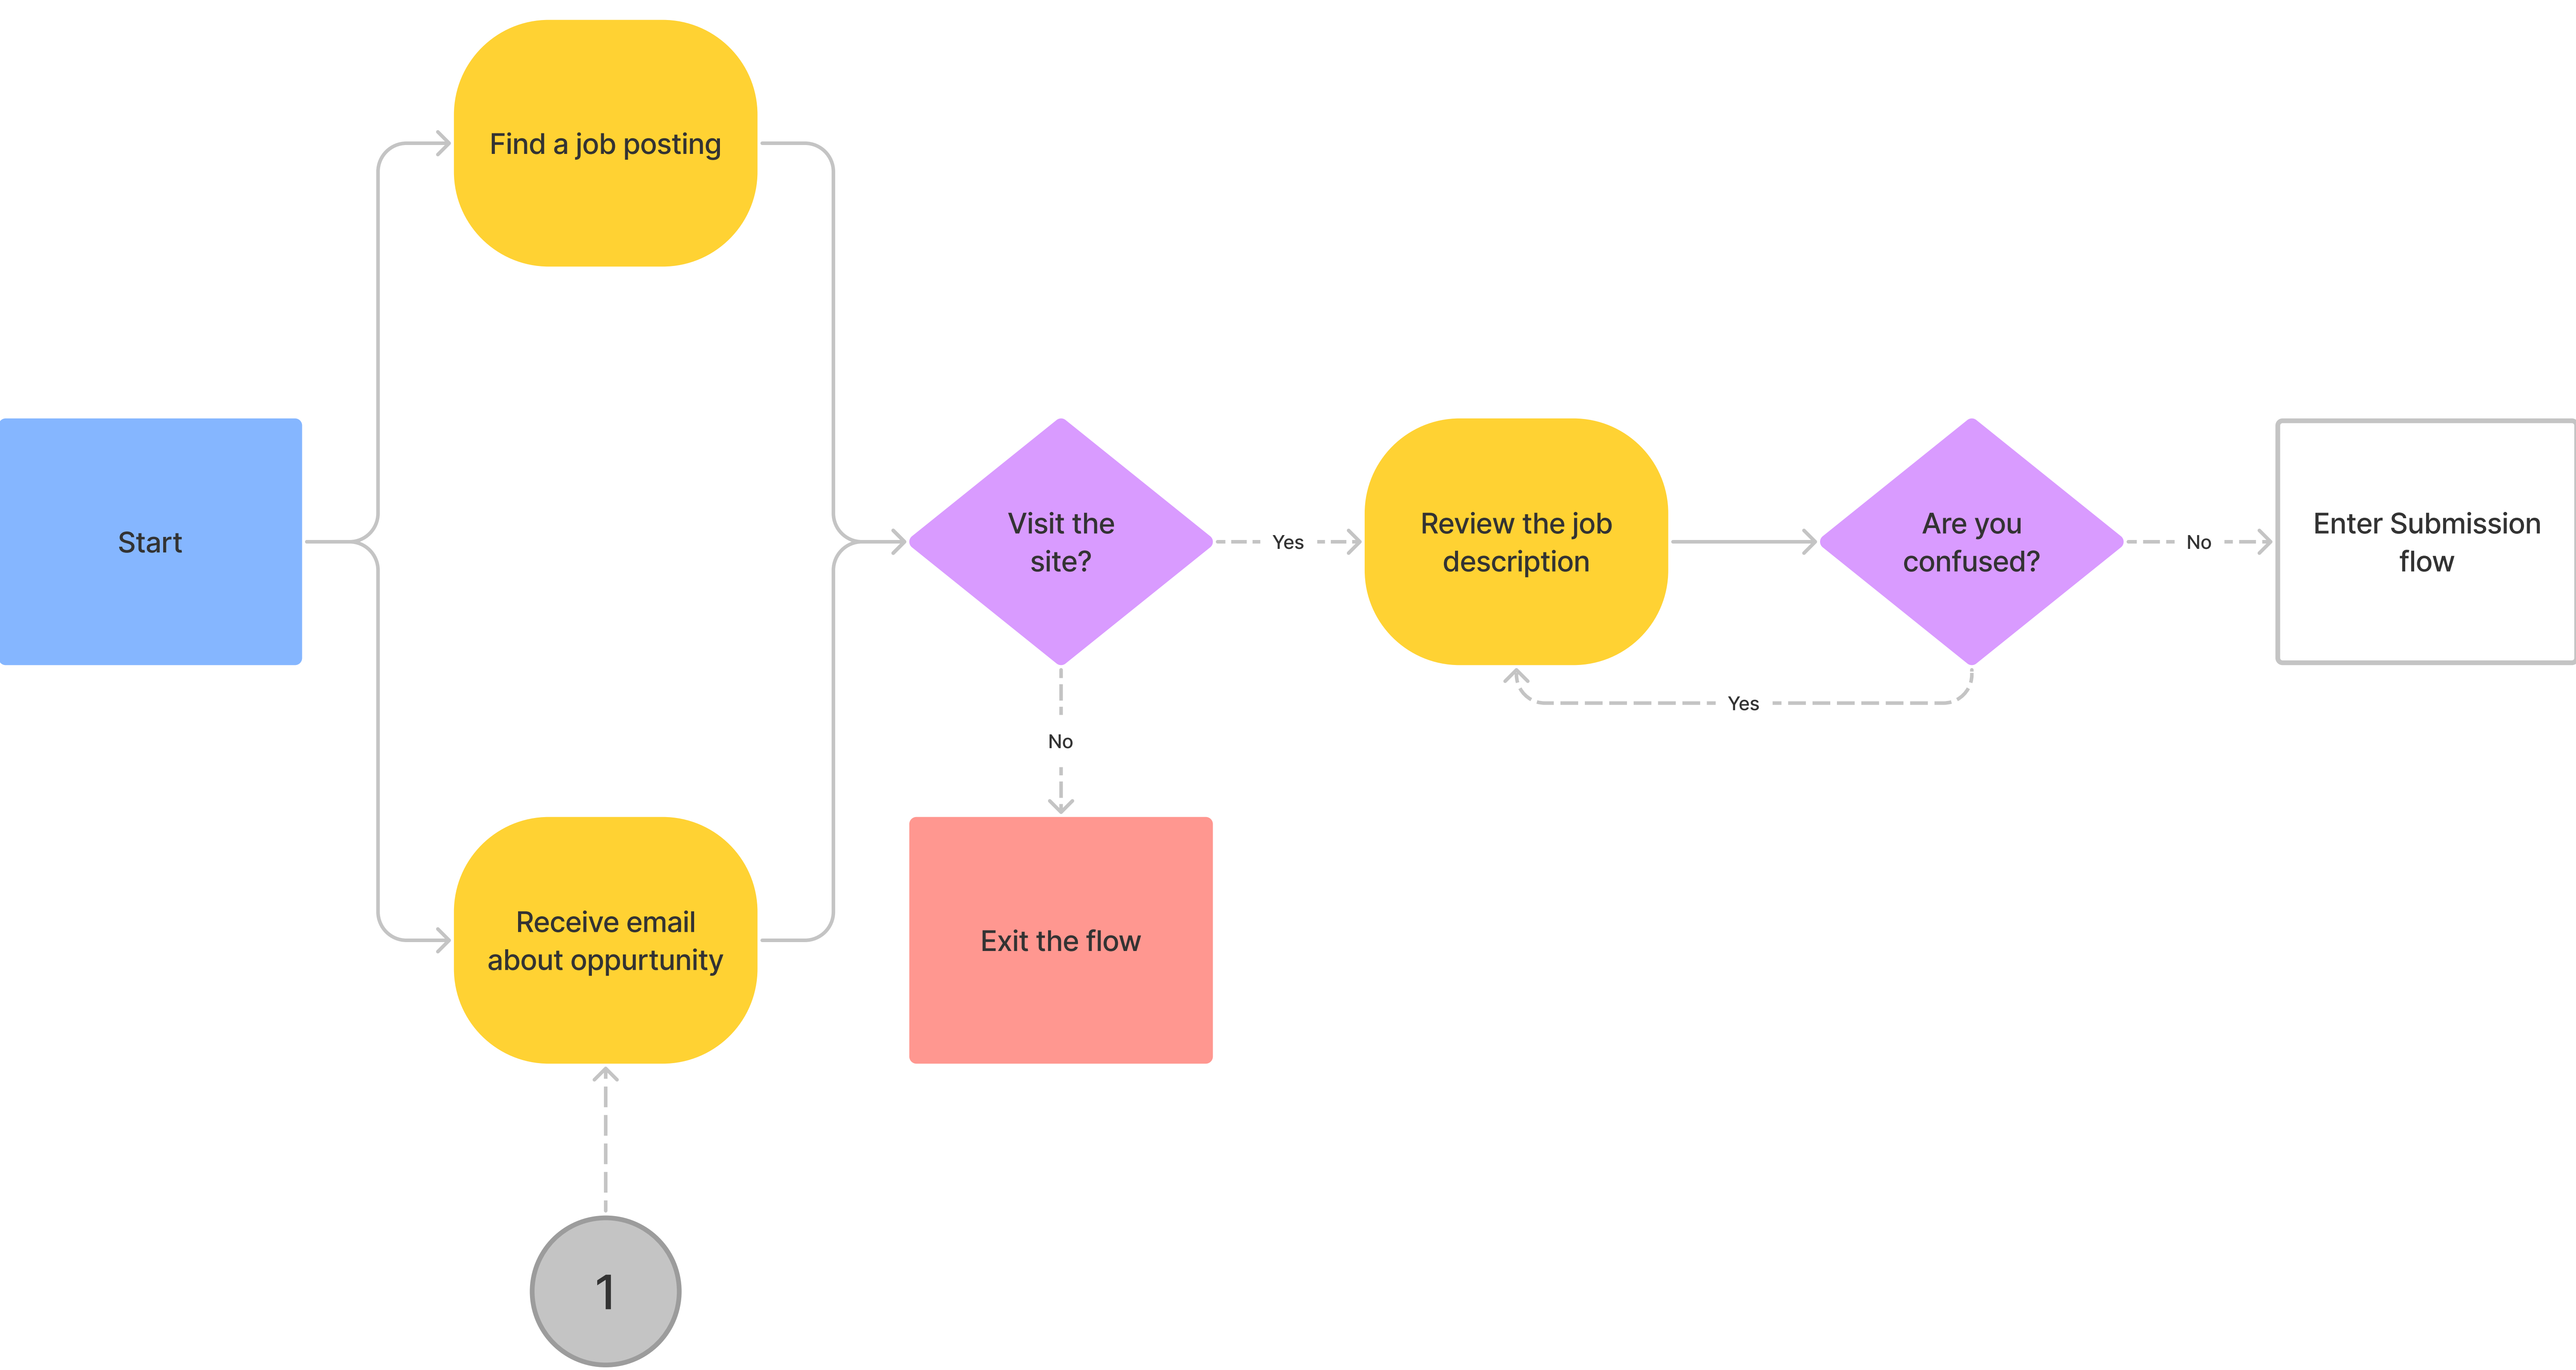 Find a job posting
Start
Visit the
site?
Yes
Review the job
description
Are you
confused?
No
Enter Submission
flow
Yes
No
Receive email
about oppurtunity
Exit the flow
1